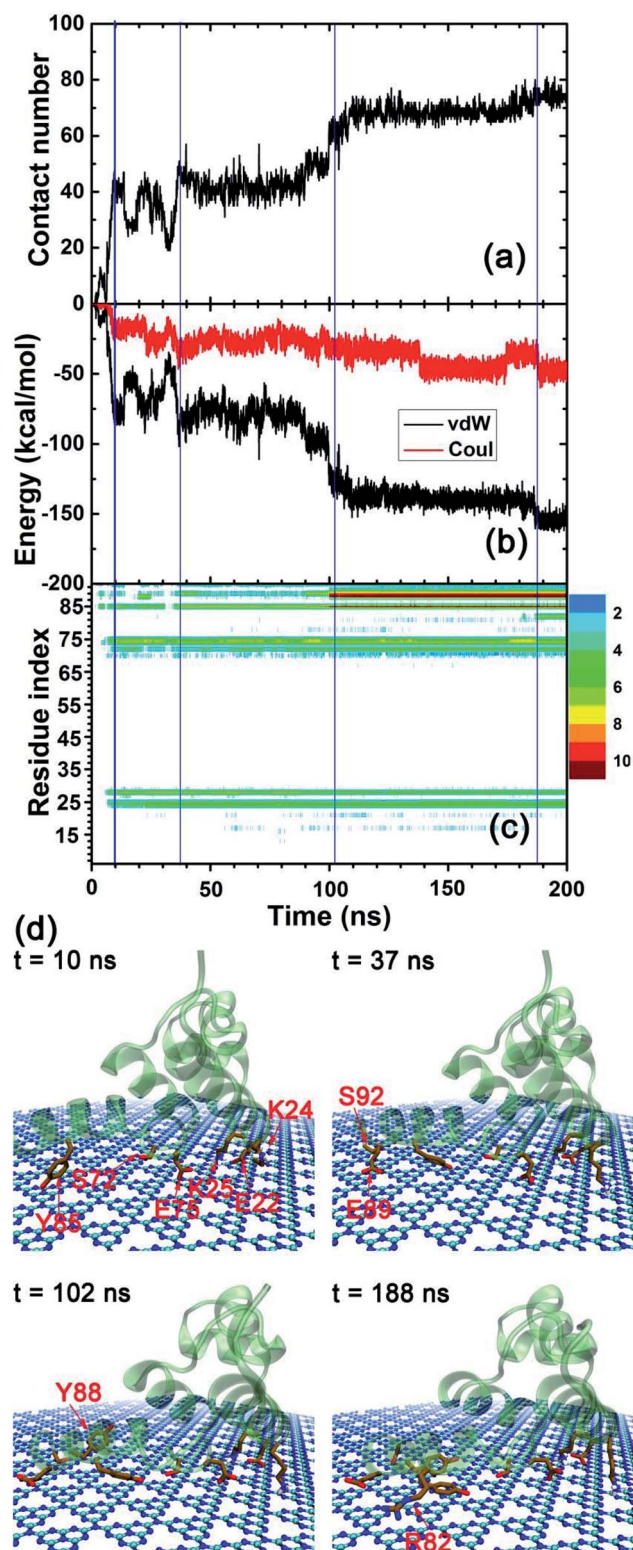 100
80
60
40
20
0
Contact number
(a)
0
-50
-100
-150
-200
Energy (kcal/mol)
vdW
Coul
(b)
85
75
65
55
45
35
25
15
Residue index
(c)
2
4
6
8
10
0 50 100 150 200
Time (ns)
(d)
t = 10 ns
K24
S72
K25
Y85
E75
E22
t = 37 ns
S92
E89
t = 102 ns
Y88
t = 188 ns
R82